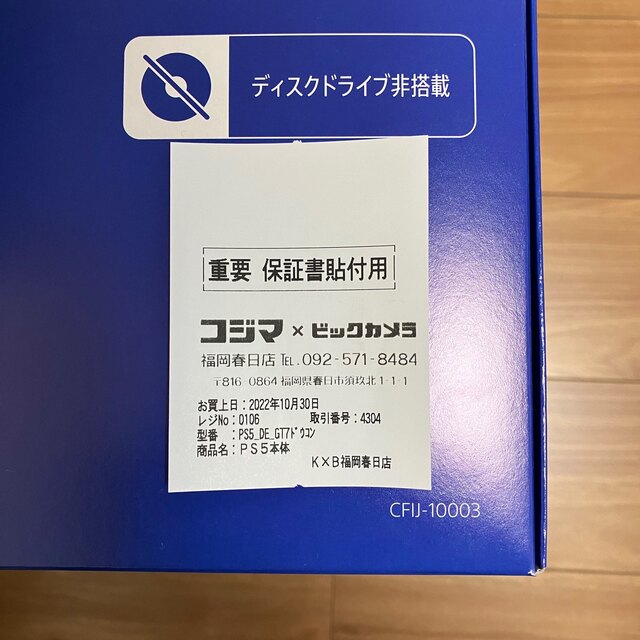 ディスクドライブ非搭載
重要 保証書貼付用
コジマ×ビックカメラ
福岡春日店 TEL.092-571-8484
〒816-0864 福岡県春日市須玖北1-1-1
お買上日：2022年10月30日
レジNo：0106 取引番号：4304
型番 ：PS5_DE_GT7ﾄﾞｳｺﾝ
商品名：ＰＳ５本体
K×B福岡春日店
CFIJ-10003